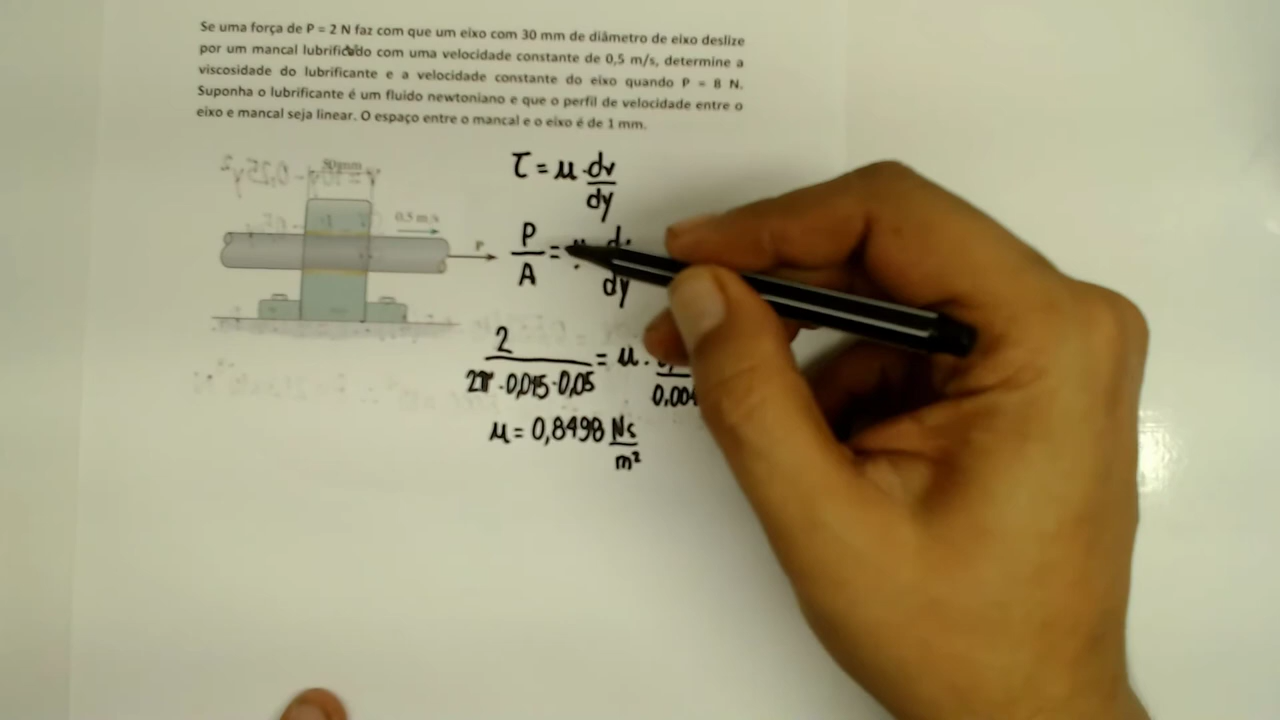 Se uma força de P = 2 N faz com que um eixo com 30 mm de diâmetro de eixo deslize
por um mancal lubrificado com uma velocidade constante de 0,5 m/s, determine a
viscosidade do lubrificante e a velocidade constante do eixo quando P = 8 N.
Suponha o lubrificante é um fluido newtoniano e que o perfil de velocidade entre o
eixo e mancal seja linear. O espaço entre o mancal e o eixo é de 1 mm.
50 mm
0,5 m/s
P
τ = μ · dv
dy
P
A
=
dy
2
2π · 0,015 · 0,05
= μ ·
0,001
μ = 0,8498 Ns
m²